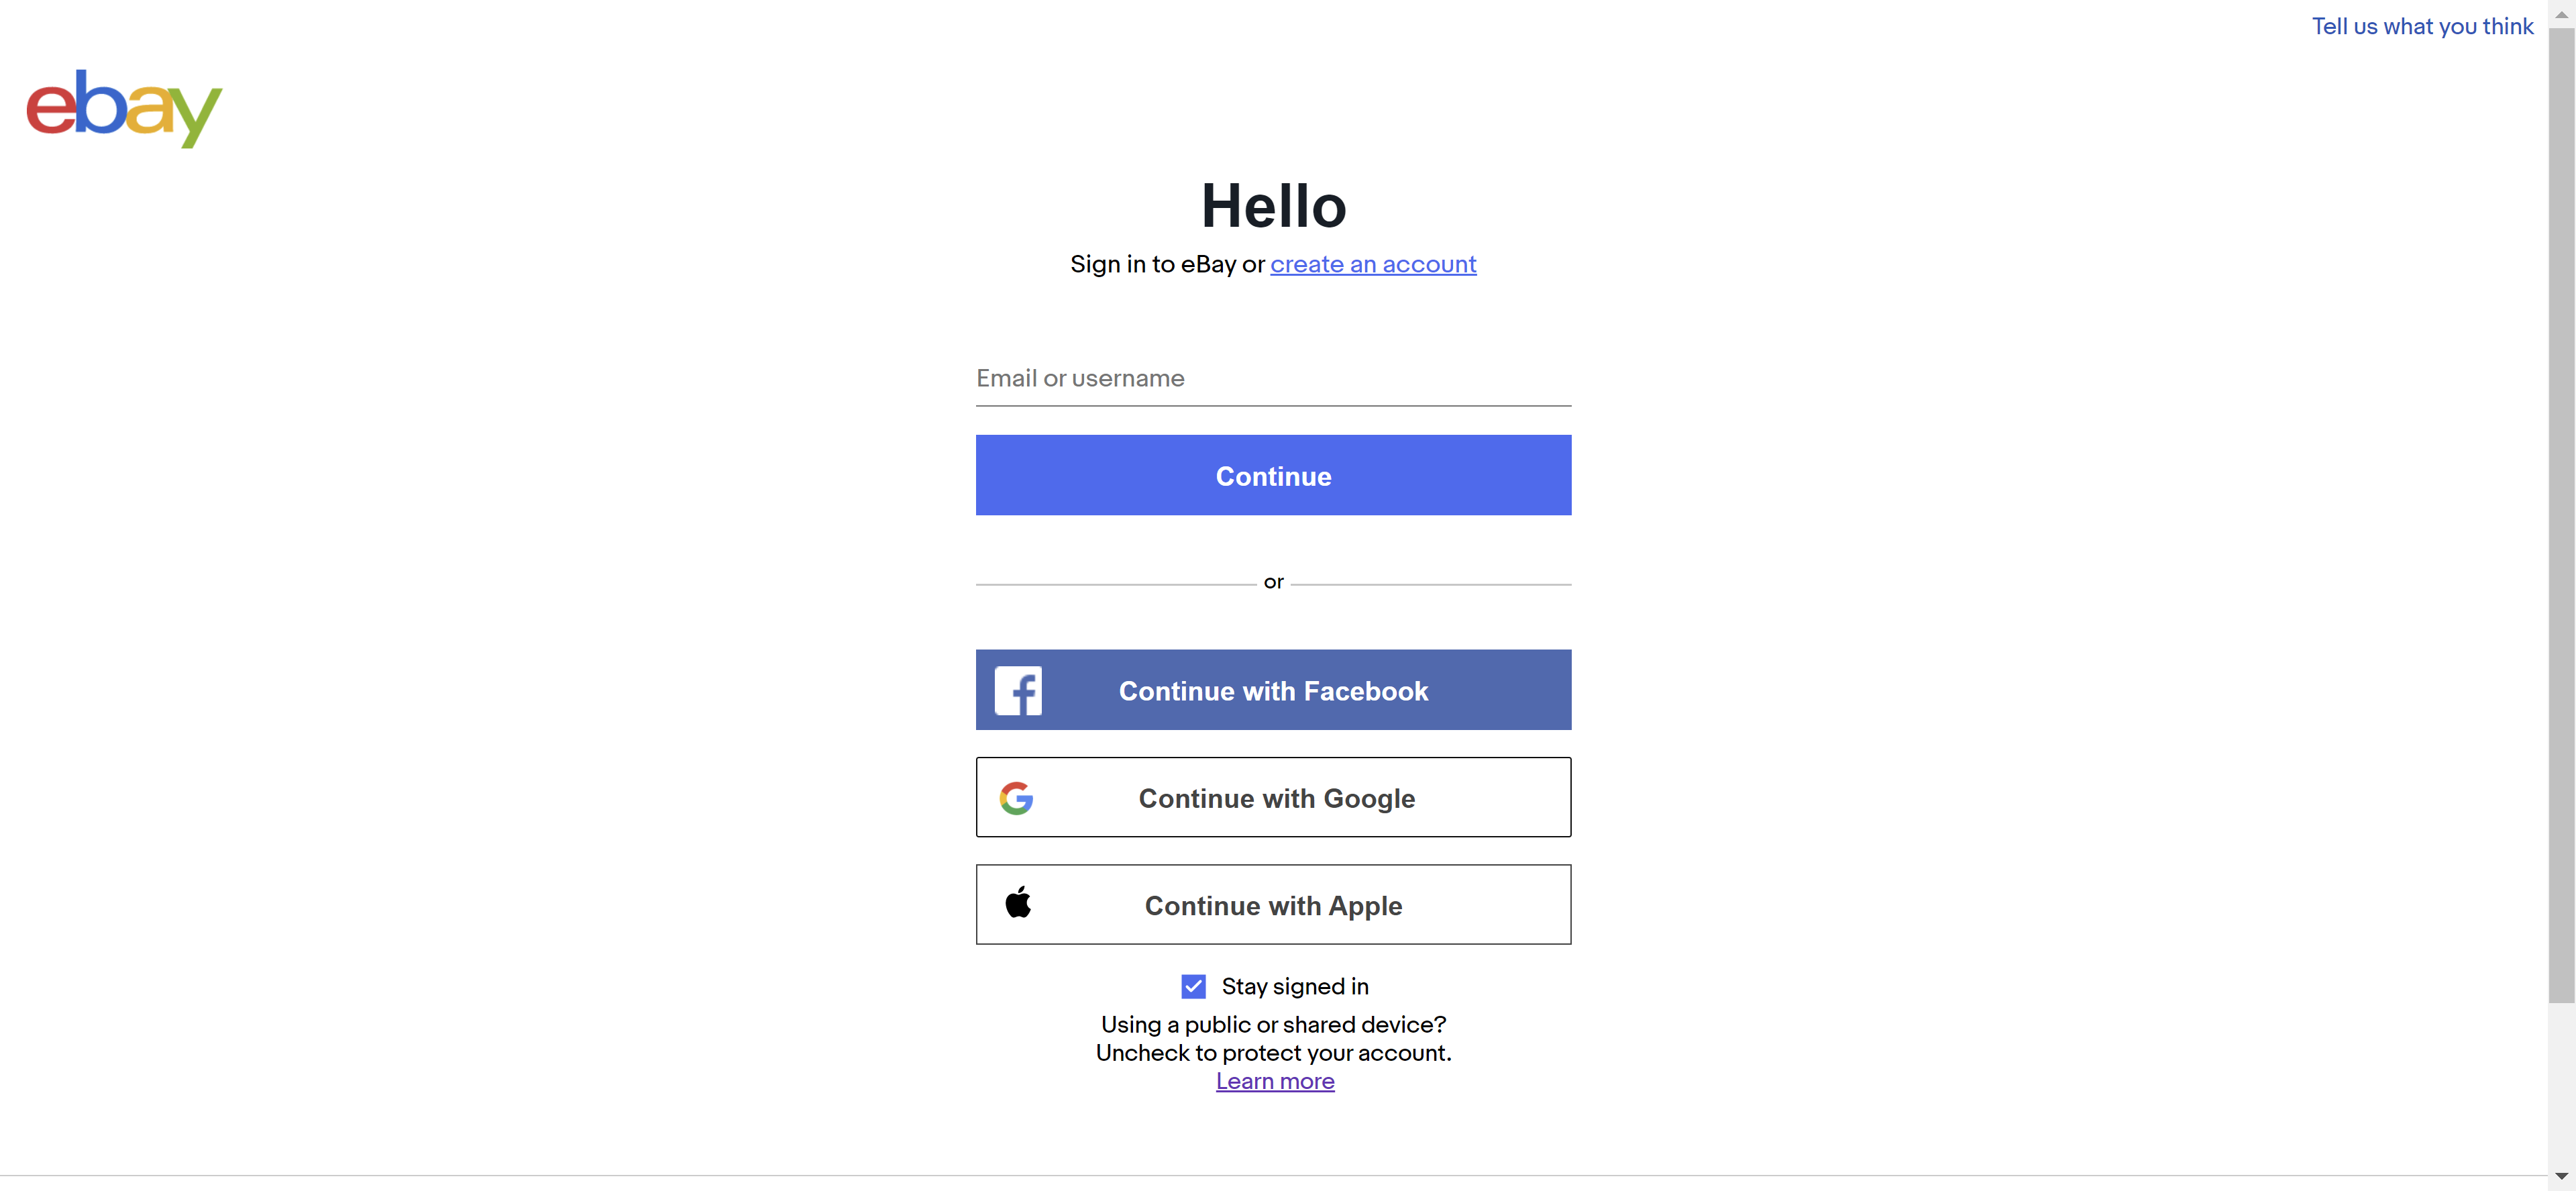 Tell us what you think
ebay
Hello
Sign in to eBay or create an account
Email or username
Continue
or
Continue with Facebook
Continue with Google
Continue with Apple
Stay signed in
Using a public or shared device?
Uncheck to protect your account.
Learn more